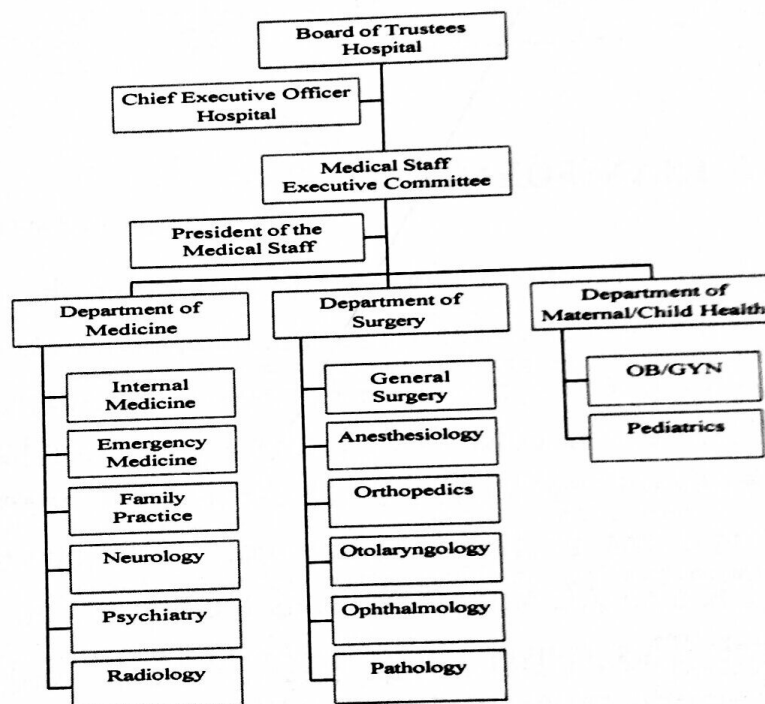 Board of Trustees
Hospital
Chief Executive Officer
Hospital
Medical Staff
Executive Committee
President of the
Medical Staff
Department of
Medicine
Internal
Medicine
Emergency
Medicine
Family
Practice
Neurology
Psychiatry
Radiology
Department of
Surgery
General
Surgery
Anesthesiology
Orthopedics
Otolaryngology
Ophthalmology
Pathology
Department of
Maternal/Child Health
OB/GYN
Pediatrics